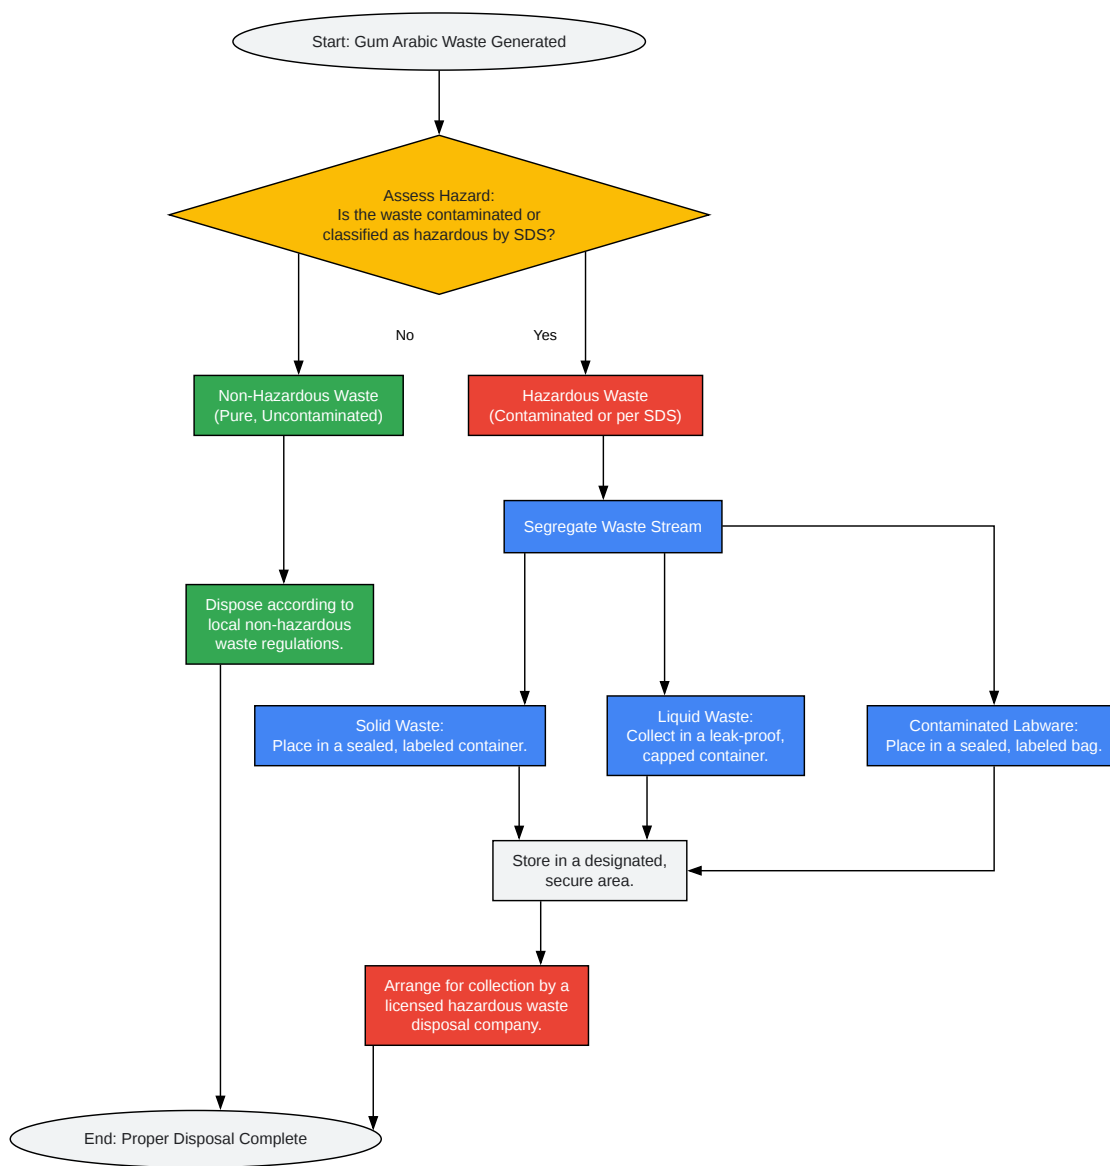 Start: Gum Arabic Waste Generated
Assess Hazard:
Is the waste contaminated or
classified as hazardous by SDS?
No
Yes
Non-Hazardous Waste
(Pure, Uncontaminated)
Hazardous Waste
(Contaminated or per SDS)
Segregate Waste Stream
Dispose according to
local non-hazardous
waste regulations.
Solid Waste:
Place in a sealed, labeled container.
Liquid Waste:
Collect in a leak-proof,
capped container.
Contaminated Labware:
Place in a sealed, labeled bag.
Store in a designated,
secure area.
Arrange for collection by a
licensed hazardous waste
disposal company.
End: Proper Disposal Complete